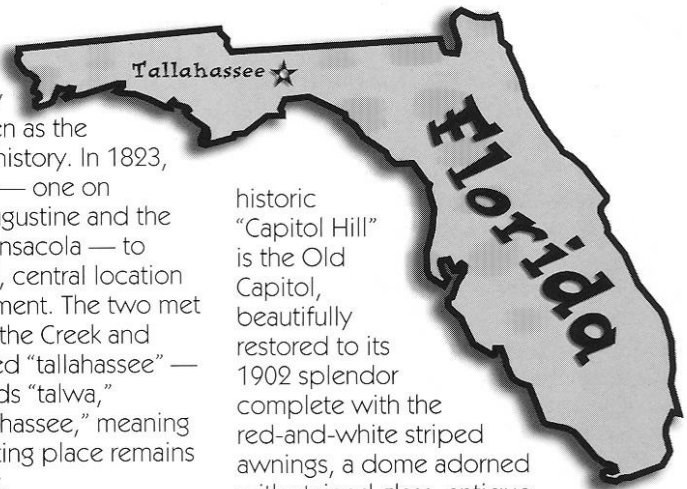 Tallahassee
Florida
en as the
history. In 1823,
— one on
ugustine and the
nsacola — to
, central location
ment. The two met
the Creek and
ed “tallahassee” —
ds “talwa,”
hassee,” meaning
ting place remains
historic
“Capitol Hill”
is the Old
Capitol,
beautifully
restored to its
1902 splendor
complete with the
red-and-white striped
awnings, a dome adorned